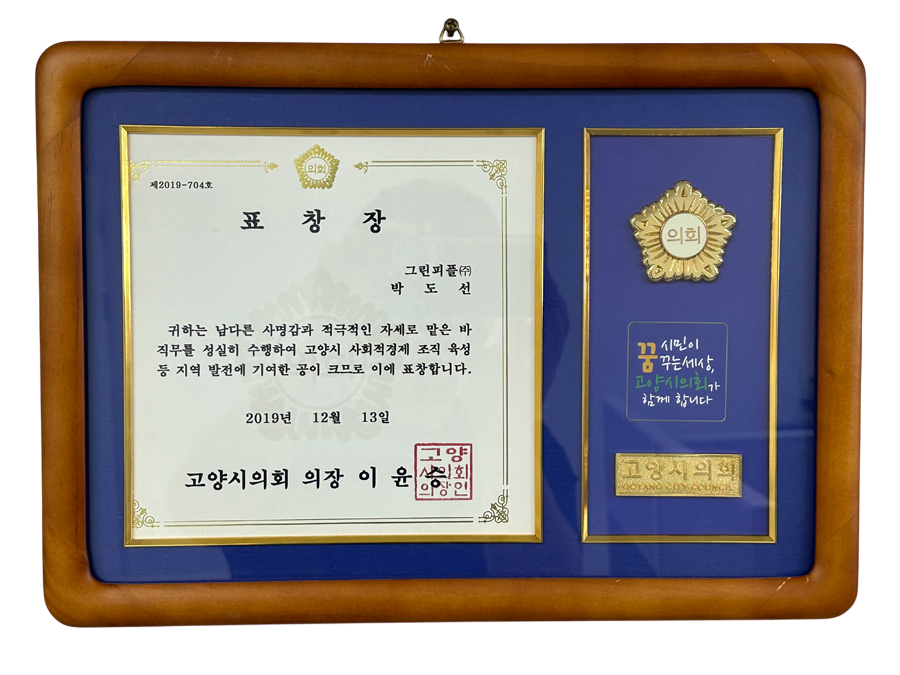 의회
제2019-704호
표 창 장
그린피플㈜
박 도 선
귀하는 남다른 사명감과 적극적인 자세로 맡은 바
직무를 성실히 수행하여 고양시 사회적경제 조직 육성
등 지역 발전에 기여한 공이 크므로 이에 표창합니다.
2019년 12월 13일
고양시의회 의장 이 윤 승
고양
시의회
의장인
의회
꿈 시민이
꾸는세상,
고양시의회가
함께 합니다
고양시의회
GOYANG CITY COUNCIL